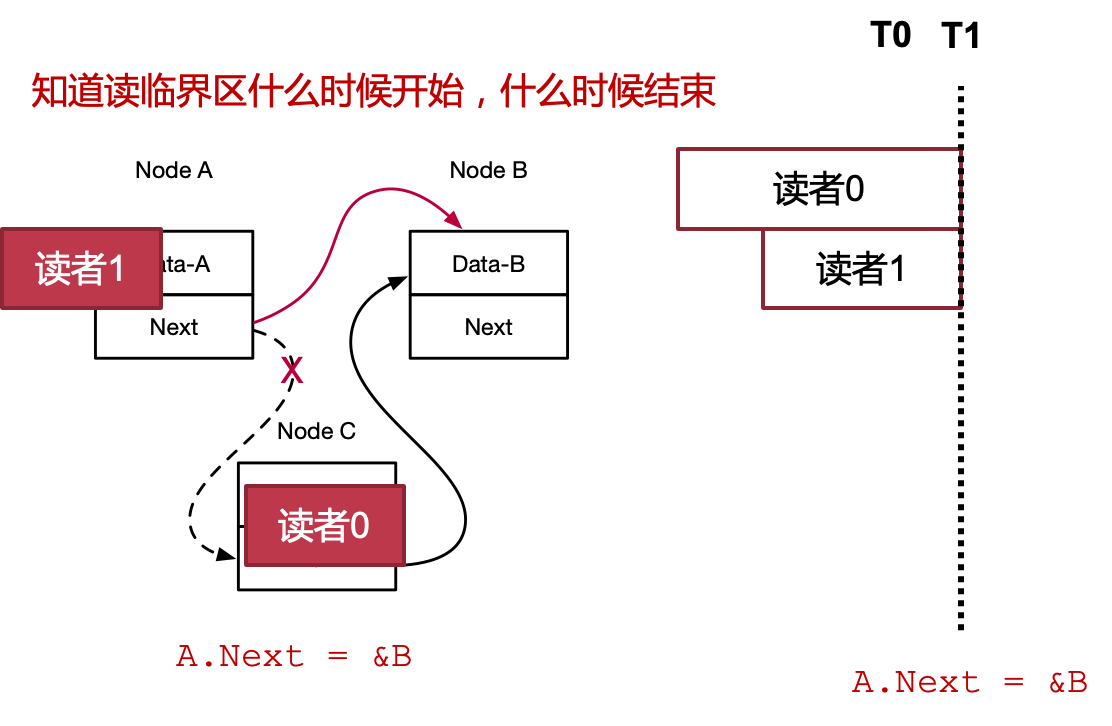 T0 T1
知道读临界区什么时候开始，什么时候结束
Node A
Node B
读者0
读者1
读者1
ata-A
Data-B
Next
Next
X
Node C
读者0
A.Next = &B
A.Next = &B